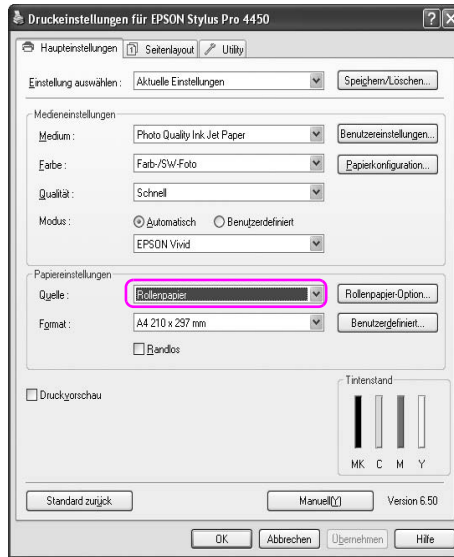 Druckeinstellungen für EPSON Stylus Pro 4450
Haupteinstellungen Seitenlayout Utility
Einstellung auswählen : Aktuelle Einstellungen Speichern/Löschen...
Medieneinstellungen
Medium : Photo Quality Ink Jet Paper Benutzereinstellungen...
Farbe : Farb-/SW-Foto Papierkonfiguration...
Qualität : Schnell
Modus : Automatisch Benutzerdefiniert
EPSON Vivid
Papiereinstellungen
Quelle : Rollenpapier Rollenpapier-Option...
Format : A4 210 x 297 mm Benutzerdefiniert...
Randlos
Druckvorschau
Tintenstand
MK C M Y
Standard zurück Manuell(Y) Version 6.50
OK Abbrechen Übernehmen Hilfe